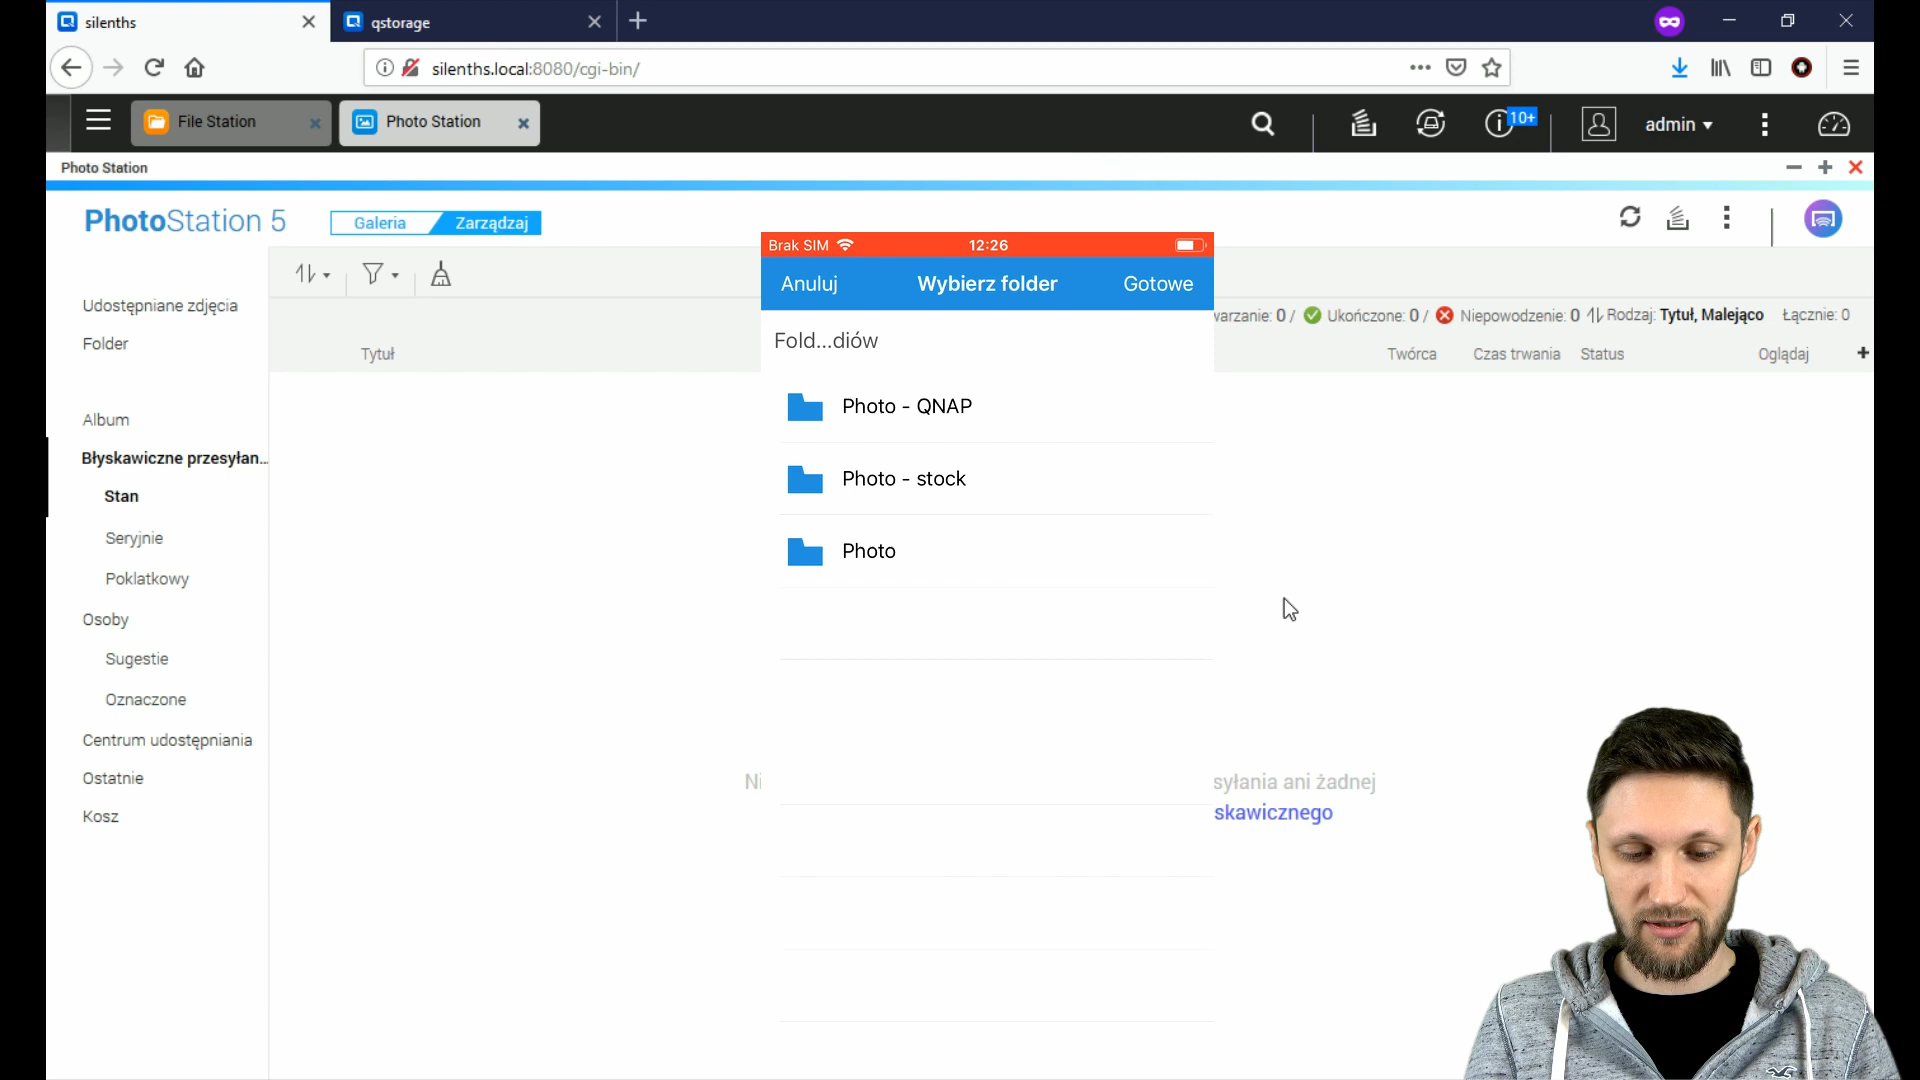 silenths
qstorage
silenths.local:8080/cgi-bin/
File Station
Photo Station
10+
admin
Photo Station
PhotoStation 5
Galeria
Zarządzaj
Brak SIM
12:26
Anuluj
Wybierz folder
Gotowe
Fold...diów
Photo - QNAP
Photo - stock
Photo
Udostępniane zdjęcia
Folder
Album
Błyskawiczne przesyłan...
Stan
Seryjnie
Poklatkowy
Osoby
Sugestie
Oznaczone
Centrum udostępniania
Ostatnie
Kosz
warzanie: 0 / Ukończone: 0 / Niepowodzenie: 0 Rodzaj: Tytuł, Malejąco Łącznie: 0
Tytuł
Twórca
Czas trwania
Status
Oglądaj
Ni
syłania ani żadnej
skawicznego